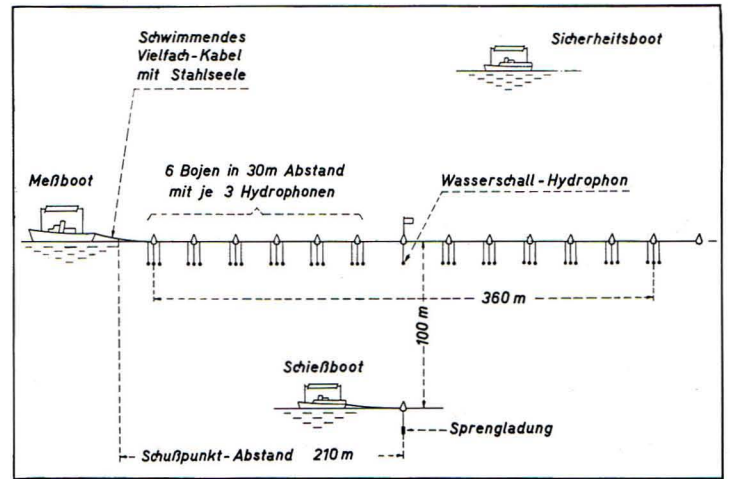 Schwimmendes
Vielfach-Kabel
mit Stahlseele
Sicherheitsboot
6 Bojen in 30m Abstand
mit je 3 Hydrophonen
Meßboot
Wasserschall-Hydrophon
360 m
100 m
Schießboot
Sprengladung
Schußpunkt-Abstand 210 m